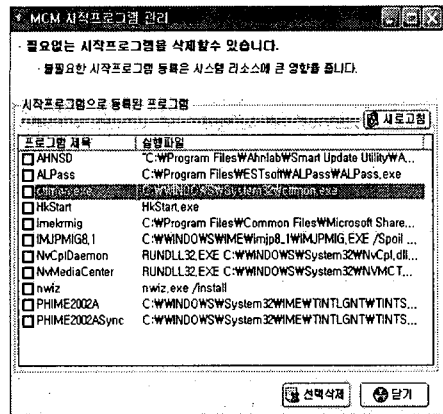 MCM 시작프로그램 관리
· 필요없는 시작프로그램을 삭제할수 있습니다.
· 불필요한 시작프로그램 등록은 시스템 리소스에 큰 영향을 줍니다.
시작프로그램으로 등록된 프로그램
새로고침
프로그램 제목 실행파일
AHNSD "C:₩Program Files₩Ahnlab₩Smart Update Utility₩A...
ALPass C:₩Program Files₩ESTsoft₩ALPass₩ALPass.exe
ctfmon.exe C:₩WINDOWS₩System32₩ctfmon.exe
HkStart HkStart.exe
Imekrmig C:₩Program Files₩Common Files₩Microsoft Share...
IMJPMIG8.1 C:₩WINDOWS₩IME₩imjp8_1₩IMJPMIG.EXE /Spoil ...
NvCplDaemon RUNDLL32.EXE C:₩WINDOWS₩System32₩NvCpl.dll...
NvMediaCenter RUNDLL32.EXE C:₩WINDOWS₩System32₩NVMCT...
nwiz nwiz.exe /install
PHIME2002A C:₩WINDOWS₩System32₩IME₩TINTLGNT₩TINTS...
PHIME2002ASync C:₩WINDOWS₩System32₩IME₩TINTLGNT₩TINTS...
선택삭제 닫기